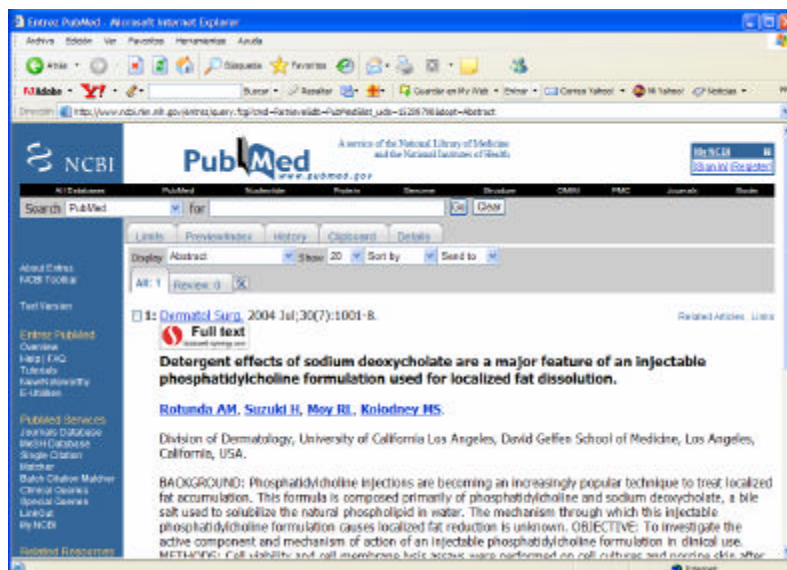 Entrez PubMed - Microsoft Internet Explorer
Archivo Edición Ver Favoritos Herramientas Ayuda
Atrás Búsqueda Favoritos
Adobe Y! Buscar Resaltar Guardar en My Web Entrar Correo Yahoo! Mi Yahoo! Noticias
Dirección
NCBI
PubMed
www.pubmed.gov
A service of the National Library of Medicine
and the National Institutes of Health
My NCBI
[Sign In] [Register]
All Databases PubMed Nucleotide Protein Genome Structure OMIM PMC Journals Books
Search PubMed for Go Clear
Limits Preview/Index History Clipboard Details
Display Abstract Show 20 Sort by Send to
All: 1 Review: 0
About Entrez
NCBI Toolbar
Text Version
Entrez PubMed
Overview
Help | FAQ
Tutorials
New/Noteworthy
E-Utilities
PubMed Services
Journals Database
MeSH Database
Single Citation
Matcher
Batch Citation Matcher
Clinical Queries
Special Queries
LinkOut
My NCBI
Related Resources
1: Dermatol Surg. 2004 Jul;30(7):1001-8. Related Articles, Links
Full text
Detergent effects of sodium deoxycholate are a major feature of an injectable
phosphatidylcholine formulation used for localized fat dissolution.
Rotunda AM, Suzuki H, Moy RL, Kolodney MS.
Division of Dermatology, University of California Los Angeles, David Geffen School of Medicine, Los Angeles,
California, USA.
BACKGROUND: Phosphatidylcholine injections are becoming an increasingly popular technique to treat localized
fat accumulation. This formula is composed primarily of phosphatidylcholine and sodium deoxycholate, a bile
salt used to solubilize the natural phospholipid in water. The mechanism through which this injectable
phosphatidylcholine formulation causes localized fat reduction is unknown. OBJECTIVE: To investigate the
active component and mechanism of action of an injectable phosphatidylcholine formulation in clinical use.
METHODS: Cell viability and cell membrane lysis assays were performed on cell cultures and porcine skin after
Internet